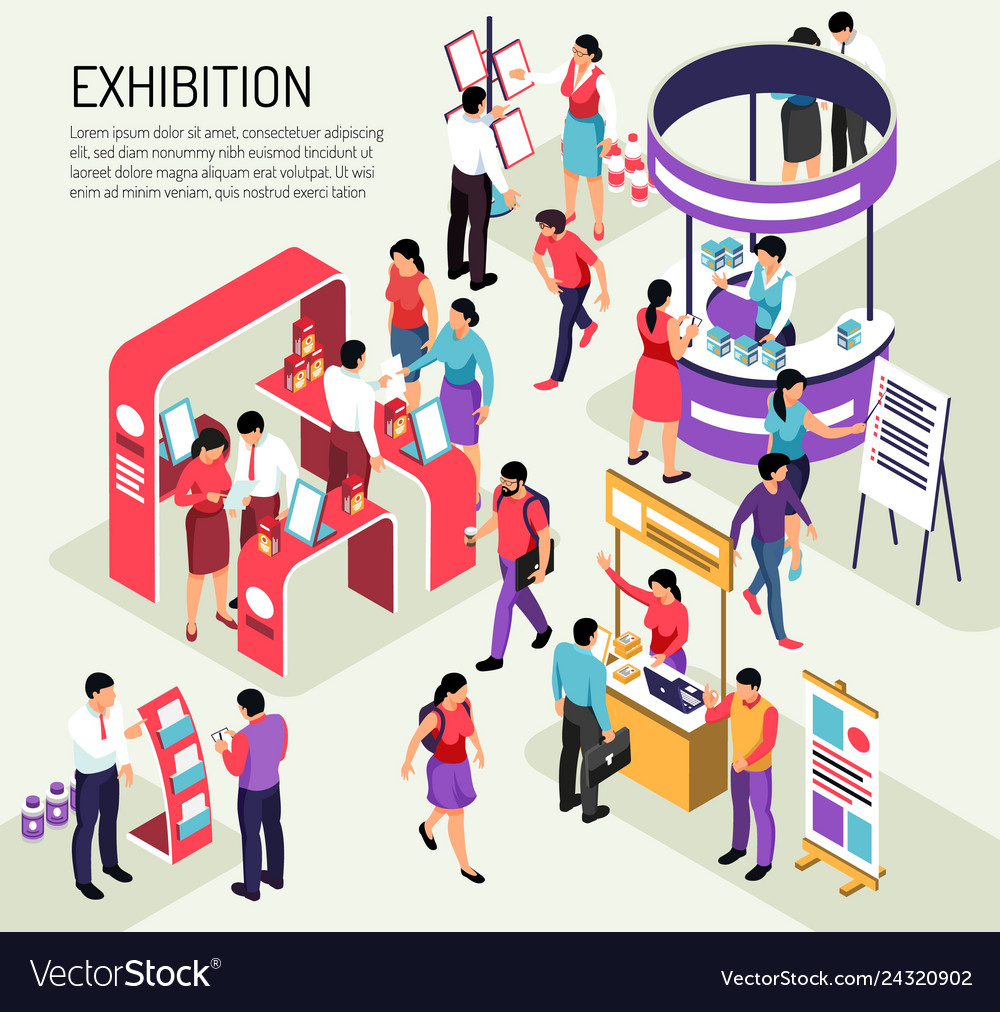 EXHIBITION
Lorem ipsum dolor sit amet, consectetuer adipiscing
elit, sed diam nonummy nibh euismod tincidunt ut
laoreet dolore magna aliquam erat volutpat. Ut wisi
enim ad minim veniam, quis nostrud exerci tation
VectorStock®
VectorStock.com/24320902